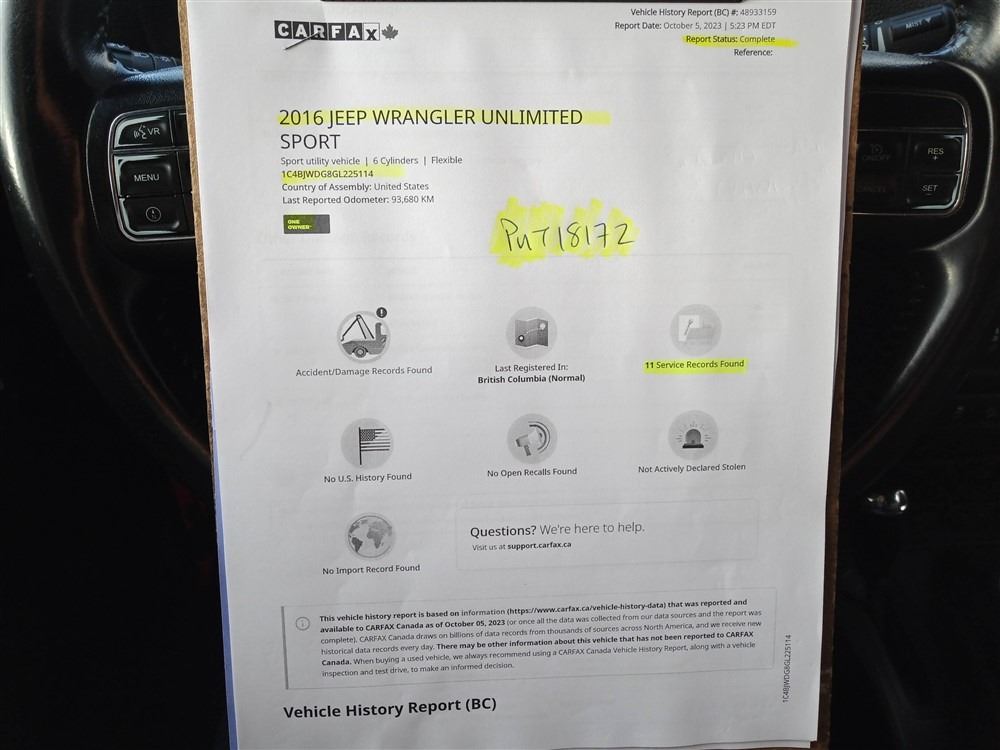 CARFAX
Vehicle History Report (BC) #: 48933159
Report Date: October 5, 2023 | 5:23 PM EDT
Report Status: Complete
Reference:
MIST
VR
MENU
RES
+
SET
-
ON/OFF
CANCEL
2016 JEEP WRANGLER UNLIMITED
SPORT
Sport utility vehicle | 6 Cylinders | Flexible
1C4BJWDG8GL225114
Country of Assembly: United States
Last Reported Odometer: 93,680 KM
ONE
OWNER
PUT18172
Accident/Damage Records Found
Last Registered In:
British Columbia (Normal)
11 Service Records Found
No U.S. History Found
No Open Recalls Found
Not Actively Declared Stolen
No Import Record Found
Questions? We're here to help.
Visit us at support.carfax.ca
This vehicle history report is based on information (https://www.carfax.ca/vehicle-history-data) that was reported and
available to CARFAX Canada as of October 05, 2023 (or once all the data was collected from our data sources and the report was
complete). CARFAX Canada draws on billions of data records from thousands of sources across North America, and we receive new
historical data records every day. There may be other information about this vehicle that has not been reported to CARFAX
Canada. When buying a used vehicle, we always recommend using a CARFAX Canada Vehicle History Report, along with a vehicle
inspection and test drive, to make an informed decision.
1C4BJWDG8GL225114
Vehicle History Report (BC)